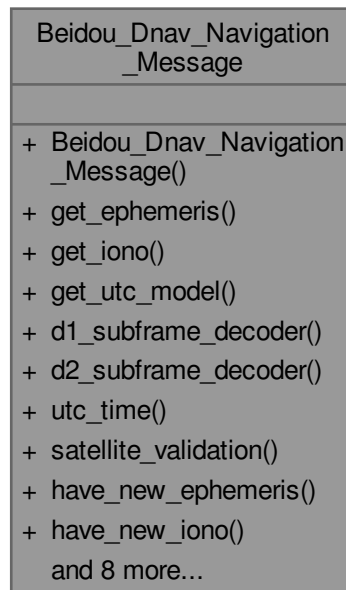 Beidou_Dnav_Navigation
_Message
+ Beidou_Dnav_Navigation
_Message()
+ get_ephemeris()
+ get_iono()
+ get_utc_model()
+ d1_subframe_decoder()
+ d2_subframe_decoder()
+ utc_time()
+ satellite_validation()
+ have_new_ephemeris()
+ have_new_iono()
and 8 more...